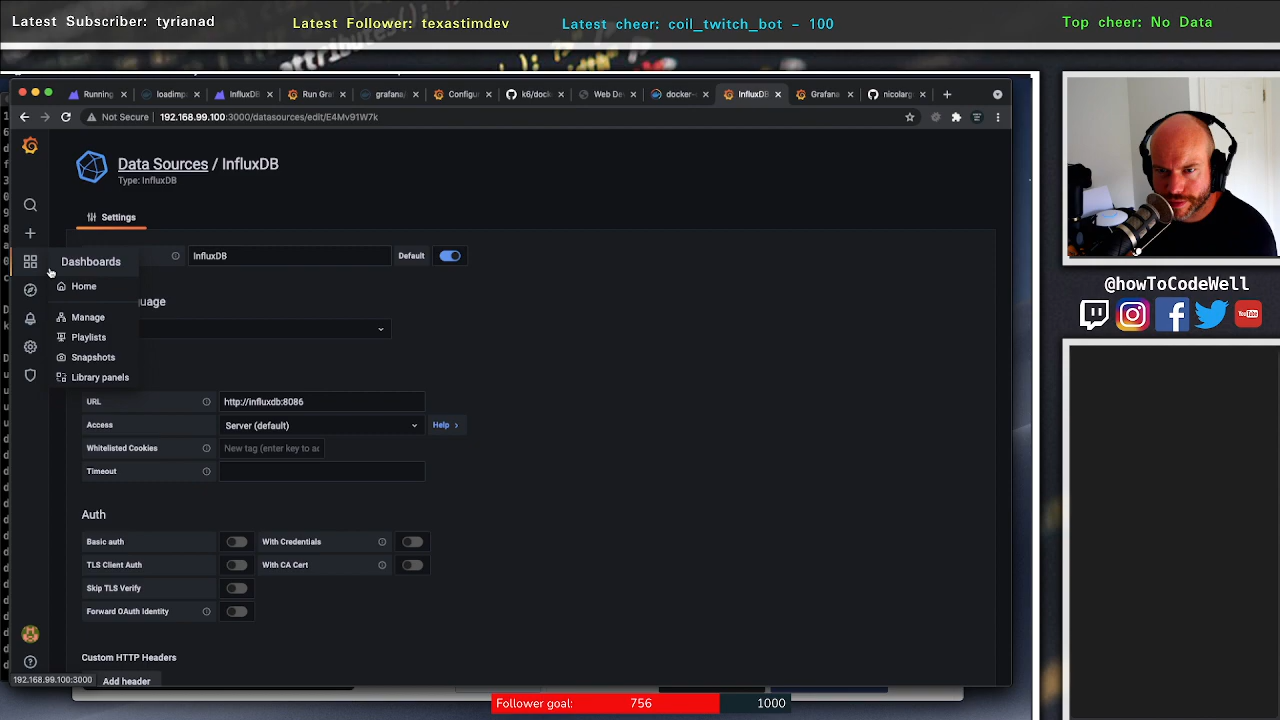 Latest Subscriber: tyrianad
Latest Follower: texastimdev
Latest cheer: coil_twitch_bot - 100
Top cheer: No Data
Running
loadimpa
InfluxDB
Run Gra
grafana/
Configu
k6/dock
Web De
docker-c
InfluxDB
Grafana
nicolarg
Not Secure
192.168.99.100:3000/datasources/edit/E4Mv91W7k
Data Sources / InfluxDB
Type: InfluxDB
Settings
InfluxDB
Default
Dashboards
Home
uage
Manage
Playlists
Snapshots
Library panels
URL
http://influxdb:8086
Access
Server (default)
Help
Whitelisted Cookies
New tag (enter key to ac
Timeout
Auth
Basic auth
With Credentials
TLS Client Auth
With CA Cert
Skip TLS Verify
Forward OAuth Identity
Custom HTTP Headers
Add header
192.168.99.100:3000
@howToCodeWell
You
Tube
Follower goal:
756
1000